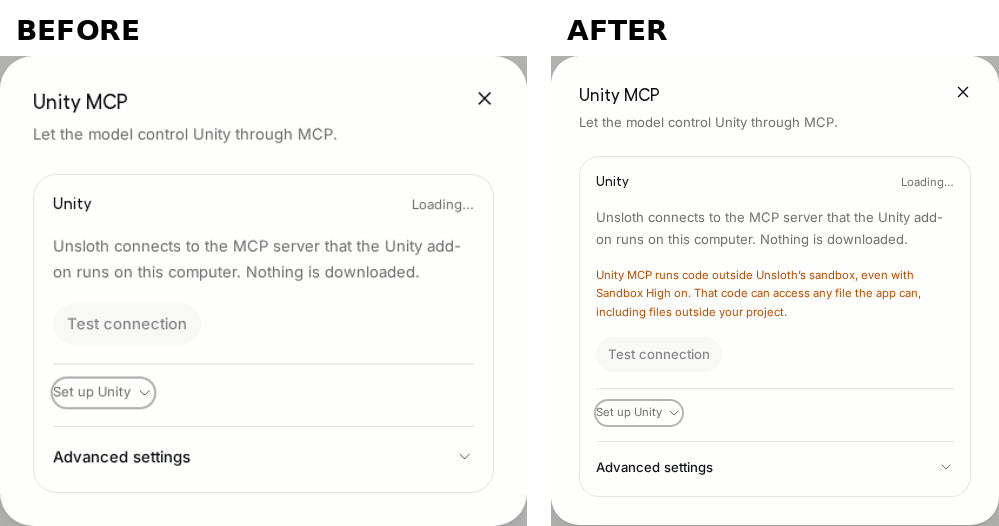 BEFORE
Unity MCP
Let the model control Unity through MCP.
Unity
Loading...
Unsloth connects to the MCP server that the Unity add-
on runs on this computer. Nothing is downloaded.
Test connection
Set up Unity
Advanced settings
AFTER
Unity MCP
Let the model control Unity through MCP.
Unity
Loading...
Unsloth connects to the MCP server that the Unity add-
on runs on this computer. Nothing is downloaded.
Unity MCP runs code outside Unsloth’s sandbox, even with
Sandbox High on. That code can access any file the app can,
including files outside your project.
Test connection
Set up Unity
Advanced settings